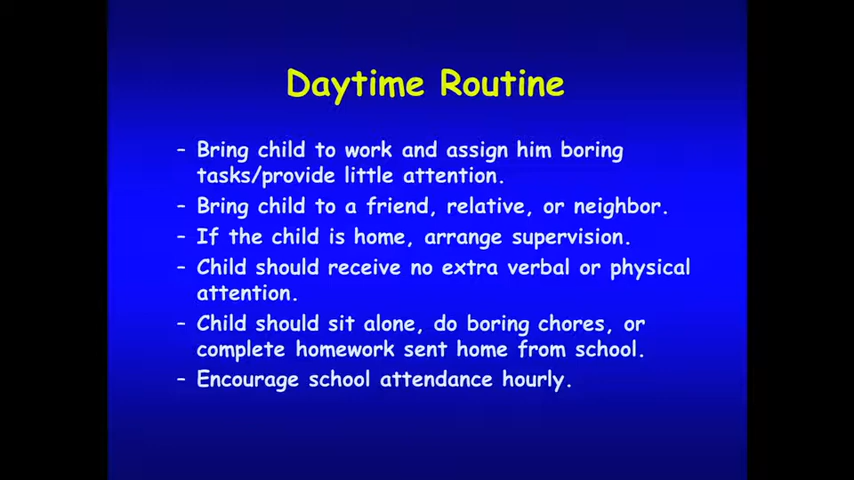 Daytime Routine
– Bring child to work and assign him boring
tasks/provide little attention.
– Bring child to a friend, relative, or neighbor.
– If the child is home, arrange supervision.
– Child should receive no extra verbal or physical
attention.
– Child should sit alone, do boring chores, or
complete homework sent home from school.
– Encourage school attendance hourly.